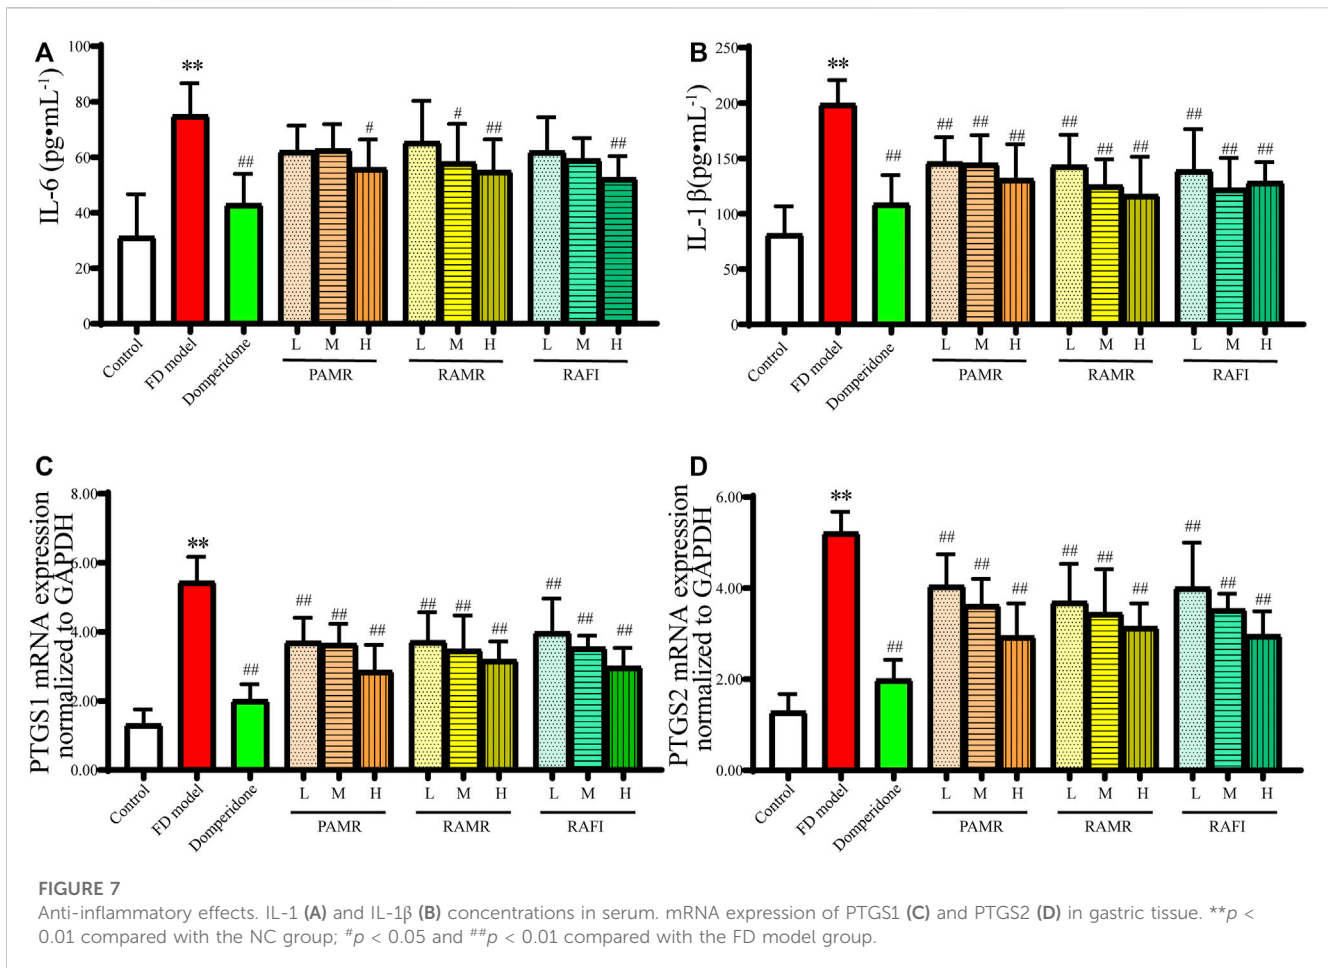 A
IL-6 (pg•mL-1)
100
80
60
40
20
0
**
##
#
#
##
##
Control
FD model
Domperidone
L M H
L M H
L M H
PAMR
RAMR
RAFI
B
IL-1β(pg•mL-1)
250
200
150
100
50
0
**
##
##
##
##
##
##
##
##
##
##
Control
FD model
Domperidone
L M H
L M H
L M H
PAMR
RAMR
RAFI
C
PTGS1 mRNA expression
normalized to GAPDH
8.00
6.00
4.00
2.00
0.00
**
##
##
##
##
##
##
##
##
##
##
Control
FD model
Domperidone
L M H
L M H
L M H
PAMR
RAMR
RAFI
D
PTGS2 mRNA expression
normalized to GAPDH
6.00
4.00
2.00
0.00
**
##
##
##
##
##
##
##
##
##
##
Control
FD model
Domperidone
L M H
L M H
L M H
PAMR
RAMR
RAFI
FIGURE 7
Anti-inflammatory effects. IL-1 (A) and IL-1β (B) concentrations in serum. mRNA expression of PTGS1 (C) and PTGS2 (D) in gastric tissue. **p <
0.01 compared with the NC group; #p < 0.05 and ##p < 0.01 compared with the FD model group.